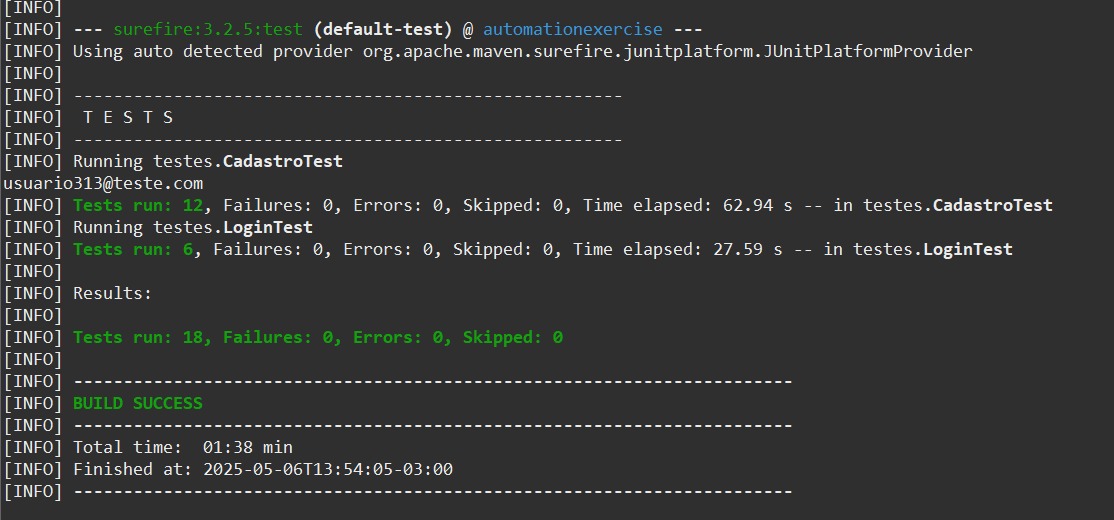 [INFO]
[INFO] --- surefire:3.2.5:test (default-test) @ automationexercise ---
[INFO] Using auto detected provider org.apache.maven.surefire.junitplatform.JUnitPlatformProvider
[INFO]
[INFO] -------------------------------------------------------
[INFO]  T E S T S
[INFO] -------------------------------------------------------
[INFO] Running testes.CadastroTest
usuario313@teste.com
[INFO] Tests run: 12, Failures: 0, Errors: 0, Skipped: 0, Time elapsed: 62.94 s -- in testes.CadastroTest
[INFO] Running testes.LoginTest
[INFO] Tests run: 6, Failures: 0, Errors: 0, Skipped: 0, Time elapsed: 27.59 s -- in testes.LoginTest
[INFO]
[INFO] Results:
[INFO]
[INFO] Tests run: 18, Failures: 0, Errors: 0, Skipped: 0
[INFO]
[INFO] ------------------------------------------------------------------------
[INFO] BUILD SUCCESS
[INFO] ------------------------------------------------------------------------
[INFO] Total time:  01:38 min
[INFO] Finished at: 2025-05-06T13:54:05-03:00
[INFO] ------------------------------------------------------------------------